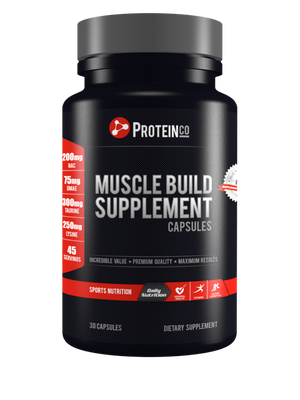 PROTEINCO
MUSCLE BUILD
SUPPLEMENT
CAPSULES
INCREDIBLE VALUE • PREMIUM QUALITY • MAXIMUM RESULTS
200mg
NAC
75mg
DMAE
300mg
TAURINE
250mg
LYSINE
45
SERVINGS
SPORTS NUTRITION
Daily
Nutrition
30 CAPSULES
DIETARY SUPPLEMENT